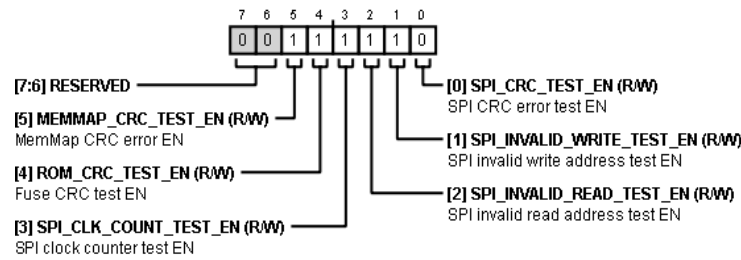 7 6 5 4 3 2 1 0
0 0 1 1 1 1 1 0
[7:6] RESERVED
[0] SPI_CRC_TEST_EN (R/W)
SPI CRC error test EN
[5] MEMMAP_CRC_TEST_EN (R/W)
MemMap CRC error EN
[1] SPI_INVALID_WRITE_TEST_EN (R/W)
SPI invalid write address test EN
[4] ROM_CRC_TEST_EN (R/W)
Fuse CRC test EN
[2] SPI_INVALID_READ_TEST_EN (R/W)
SPI invalid read address test EN
[3] SPI_CLK_COUNT_TEST_EN (R/W)
SPI clock counter test EN